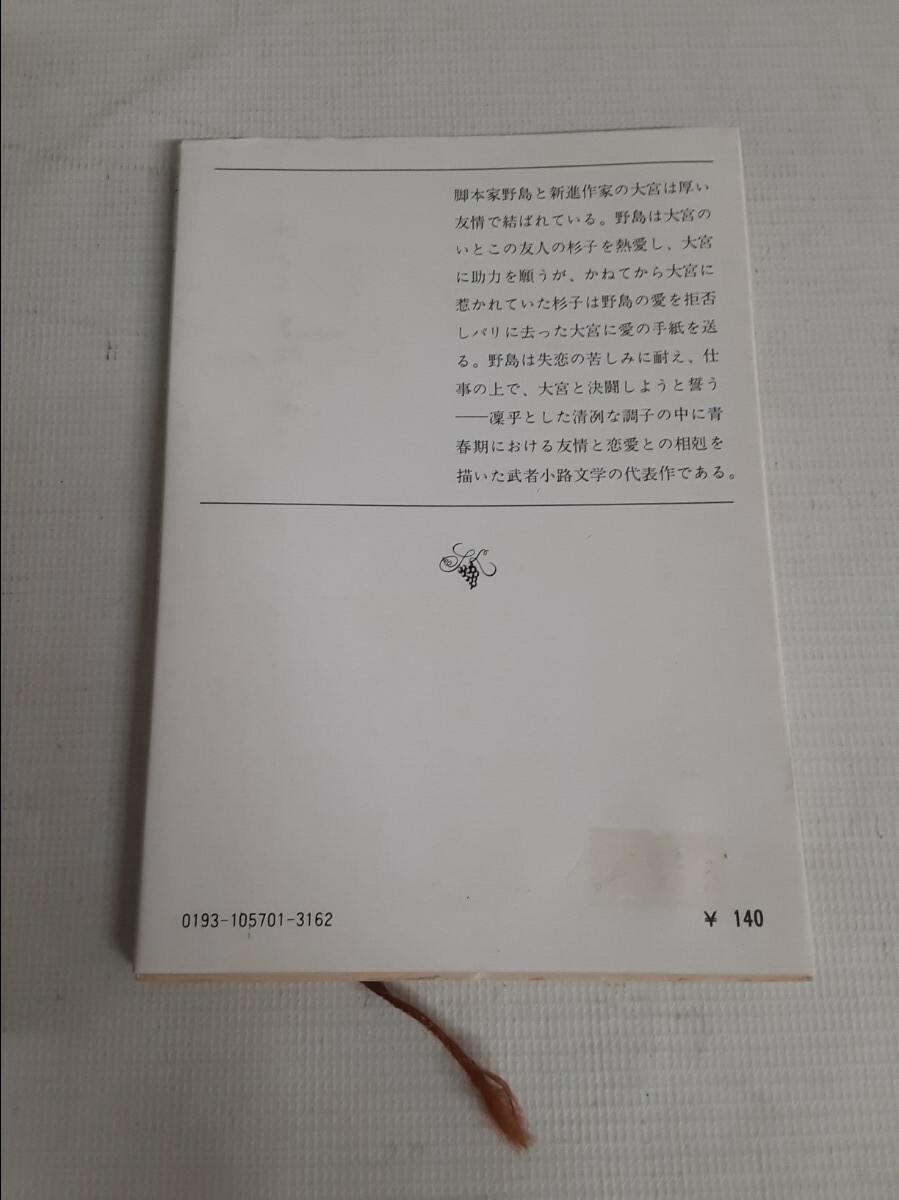 脚本家野島と新進作家の大宮は厚い
友情で結ばれている。野島は大宮の
いとこの友人の杉子を熱愛し、大宮
に助力を願うが、かねてから大宮に
惹かれていた杉子は野島の愛を拒否
しパリに去った大宮に愛の手紙を送
る。野島は失恋の苦しみに耐え、仕
事の上で、大宮と決闘しようと誓う
――凜乎とした清冽な調子の中に青
春期における友情と恋愛との相剋を
描いた武者小路文学の代表作である。
0193-105701-3162
¥ 140